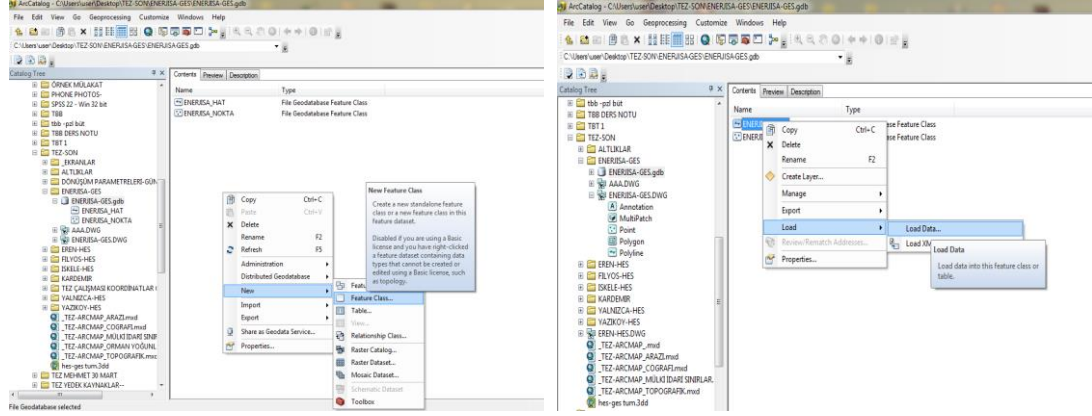 ArcCatalog - C:\Users\user\Desktop\TEZ-SON\ENERJISA-GES\ENERJISA-GES.gdb
File Edit View Go Geoprocessing Customize Windows Help
C:\Users\user\Desktop\TEZ-SON\ENERJISA-GES\ENERJISA-GES.gdb
Catalog Tree
ÖRNEK MÜLAKAT
PHONE PHOTOS-
SPSS 22 - Win 32 bit
TBB
tbb -pzl büt
TBB DERS NOTU
TBT 1
TEZ-SON
_EKRANLAR
ALTLIKLAR
DÖNÜŞÜM PARAMETRELERİ-GÜN
ENERJISA-GES
ENERJISA-GES.gdb
ENERJISA_HAT
ENERJISA_NOKTA
AAA.DWG
ENERJISA-GES.DWG
EREN-HES
FILYOS-HES
ISKELE-HES
KARDEMIR
TEZ ÇALIŞMASI KOORDİNATLAR
YALNIZCA-HES
YAZIKOY-HES
_TEZ-ARCMAP_ARAZI.mxd
_TEZ-ARCMAP_COGRAFI.mxd
_TEZ-ARCMAP_MÜLKİ İDARİ SINIR
_TEZ-ARCMAP_ORMAN YOĞUNL
_TEZ-ARCMAP_TOPOGRAFIK.mxd
hes-ges tum.3dd
TEZ MEHMET 30 MART
TEZ YEDEK KAYNAKLAR--
File Geodatabase selected
Contents Preview Description
Name Type
ENERJISA_HAT File Geodatabase Feature Class
ENERJISA_NOKTA File Geodatabase Feature Class
Copy Ctrl+C
Paste Ctrl+V
Delete
Rename F2
Refresh F5
Administration
Distributed Geodatabase
New
Import
Export
Share as Geodata Service...
Properties...
Feature Class...
Table...
View...
Relationship Class...
Raster Catalog...
Raster Dataset...
Mosaic Dataset...
Schematic Dataset
Toolbox
New Feature Class
Create a new standalone feature
class or a new feature class in this
feature dataset.
Disabled if you are using a Basic
license and you have right-clicked
a feature dataset containing data
types that cannot be created or
edited using a Basic license, such
as topology.
ArcCatalog - C:\Users\user\Desktop\TEZ-SON\ENERJISA-GES\ENERJISA-GES.gdb
File Edit View Go Geoprocessing Customize Windows Help
C:\Users\user\Desktop\TEZ-SON\ENERJISA-GES\ENERJISA-GES.gdb
Catalog Tree
tbb -pzl büt
TBB DERS NOTU
TBT 1
TEZ-SON
ALTLIKLAR
ENERJISA-GES
ENERJISA-GES.gdb
AAA.DWG
ENERJISA-GES.DWG
Annotation
MultiPatch
Point
Polygon
Polyline
EREN-HES
FILYOS-HES
ISKELE-HES
KARDEMIR
YALNIZCA-HES
YAZIKOY-HES
EREN-HES.DWG
_TEZ-ARCMAP_.mxd
_TEZ-ARCMAP_ARAZI.mxd
_TEZ-ARCMAP_COGRAFI.mxd
_TEZ-ARCMAP_MÜLKİ İDARİ SINIRLAR.
_TEZ-ARCMAP_TOPOGRAFIK.mxd
hes-ges tum.3dd
Contents Preview Description
Name Type
ase Feature Class
ase Feature Class
Copy Ctrl+C
Delete
Rename F2
Create Layer...
Manage
Export
Load
Review/Rematch Addresses...
Properties...
Load Data...
Load XM
Load Data
Load data into this feature class or
table.